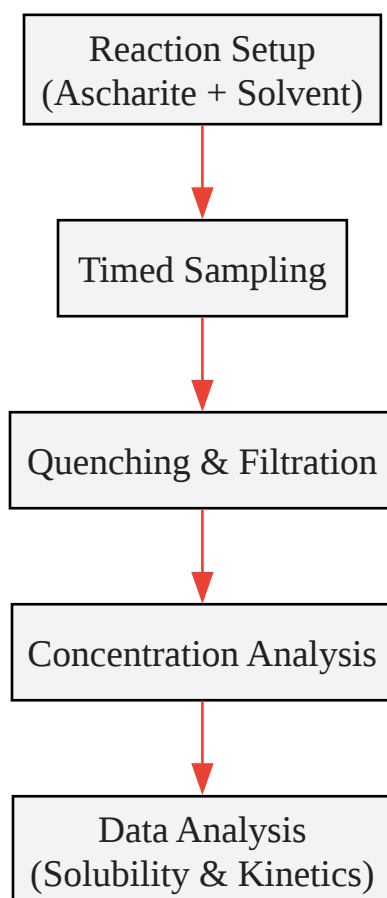 Reaction Setup
(Ascharite + Solvent)
Timed Sampling
Quenching & Filtration
Concentration Analysis
Data Analysis
(Solubility & Kinetics)